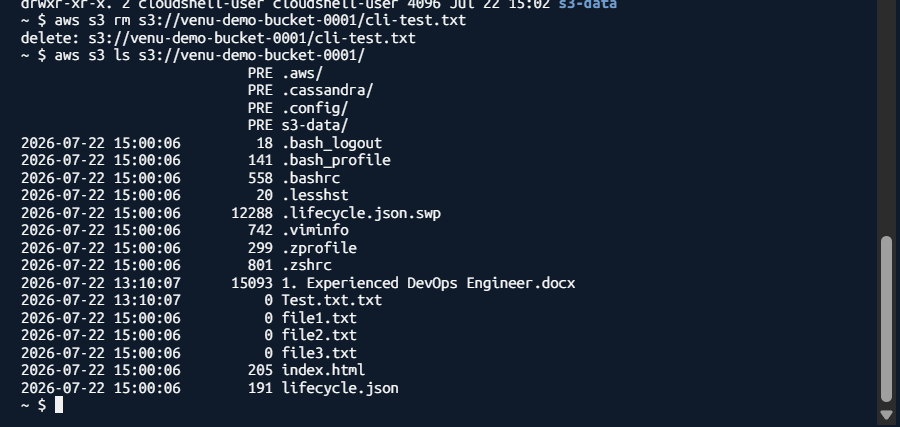 drwxr-xr-x. 2 cloudshell-user cloudshell-user 4096 Jul 22 15:02 s3-data
~ $ aws s3 rm s3://venu-demo-bucket-0001/cli-test.txt
delete: s3://venu-demo-bucket-0001/cli-test.txt
~ $ aws s3 ls s3://venu-demo-bucket-0001/
                           PRE .aws/
                           PRE .cassandra/
                           PRE .config/
                           PRE s3-data/
2026-07-22 15:00:06         18 .bash_logout
2026-07-22 15:00:06        141 .bash_profile
2026-07-22 15:00:06        558 .bashrc
2026-07-22 15:00:06         20 .lesshst
2026-07-22 15:00:06      12288 .lifecycle.json.swp
2026-07-22 15:00:06        742 .viminfo
2026-07-22 15:00:06        299 .zprofile
2026-07-22 15:00:06        801 .zshrc
2026-07-22 13:10:07      15093 1. Experienced DevOps Engineer.docx
2026-07-22 13:10:07          0 Test.txt.txt
2026-07-22 15:00:06          0 file1.txt
2026-07-22 15:00:06          0 file2.txt
2026-07-22 15:00:06          0 file3.txt
2026-07-22 15:00:06        205 index.html
2026-07-22 15:00:06        191 lifecycle.json
~ $